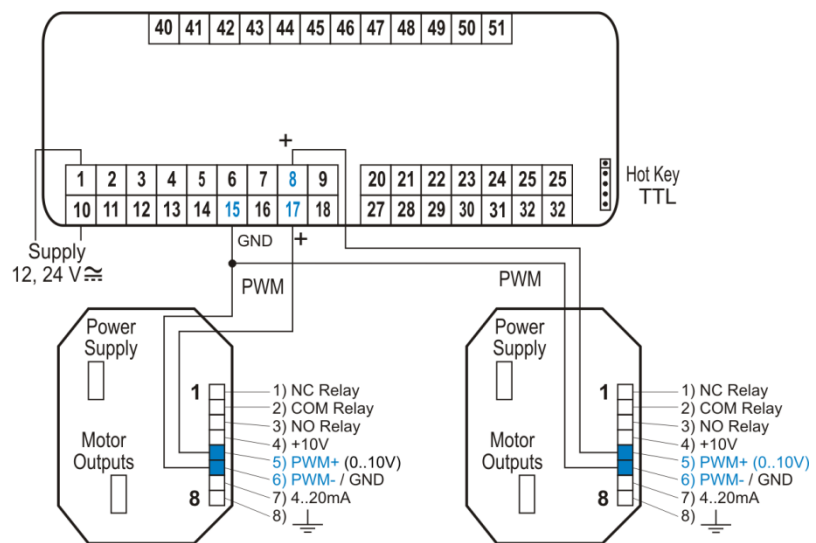 40 41 42 43 44 45 46 47 48 49 50 51
+
1 2 3 4 5 6 7 8 9 20 21 22 23 24 25 25
10 11 12 13 14 15 16 17 18 27 28 29 30 31 32 32
Hot Key
TTL
Supply
12, 24 V≂
GND +
PWM
PWM
Power
Supply
Motor
Outputs
1
8
1) NC Relay
2) COM Relay
3) NO Relay
4) +10V
5) PWM+ (0..10V)
6) PWM- / GND
7) 4..20mA
8)
Power
Supply
Motor
Outputs
1
8
1) NC Relay
2) COM Relay
3) NO Relay
4) +10V
5) PWM+ (0..10V)
6) PWM- / GND
7) 4..20mA
8)